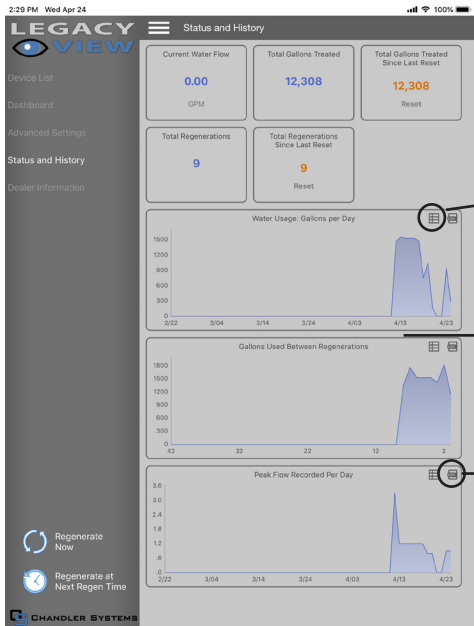 2:29 PM Wed Apr 24
100%
LEGACY
VIEW
Status and History
Device List
Dashboard
Advanced Settings
Status and History
Dealer Information
Regenerate
Now
Regenerate at
Next Regen Time
CHANDLER SYSTEMS
Current Water Flow
0.00
GPM
Total Gallons Treated
12,308
Total Gallons Treated
Since Last Reset
12,308
Reset
Total Regenerations
9
Total Regenerations
Since Last Reset
9
Reset
Water Usage: Gallons per Day
1500
1200
900
600
300
0
2/22 3/04 3/14 3/24 4/03 4/13 4/23
Gallons Used Between Regenerations
1800
1500
1200
900
600
300
0
42 32 22 12 2
Peak Flow Recorded Per Day
3.6
3.0
2.4
1.8
1.2
.6
.0
2/22 3/04 3/14 3/24 4/03 4/13 4/23